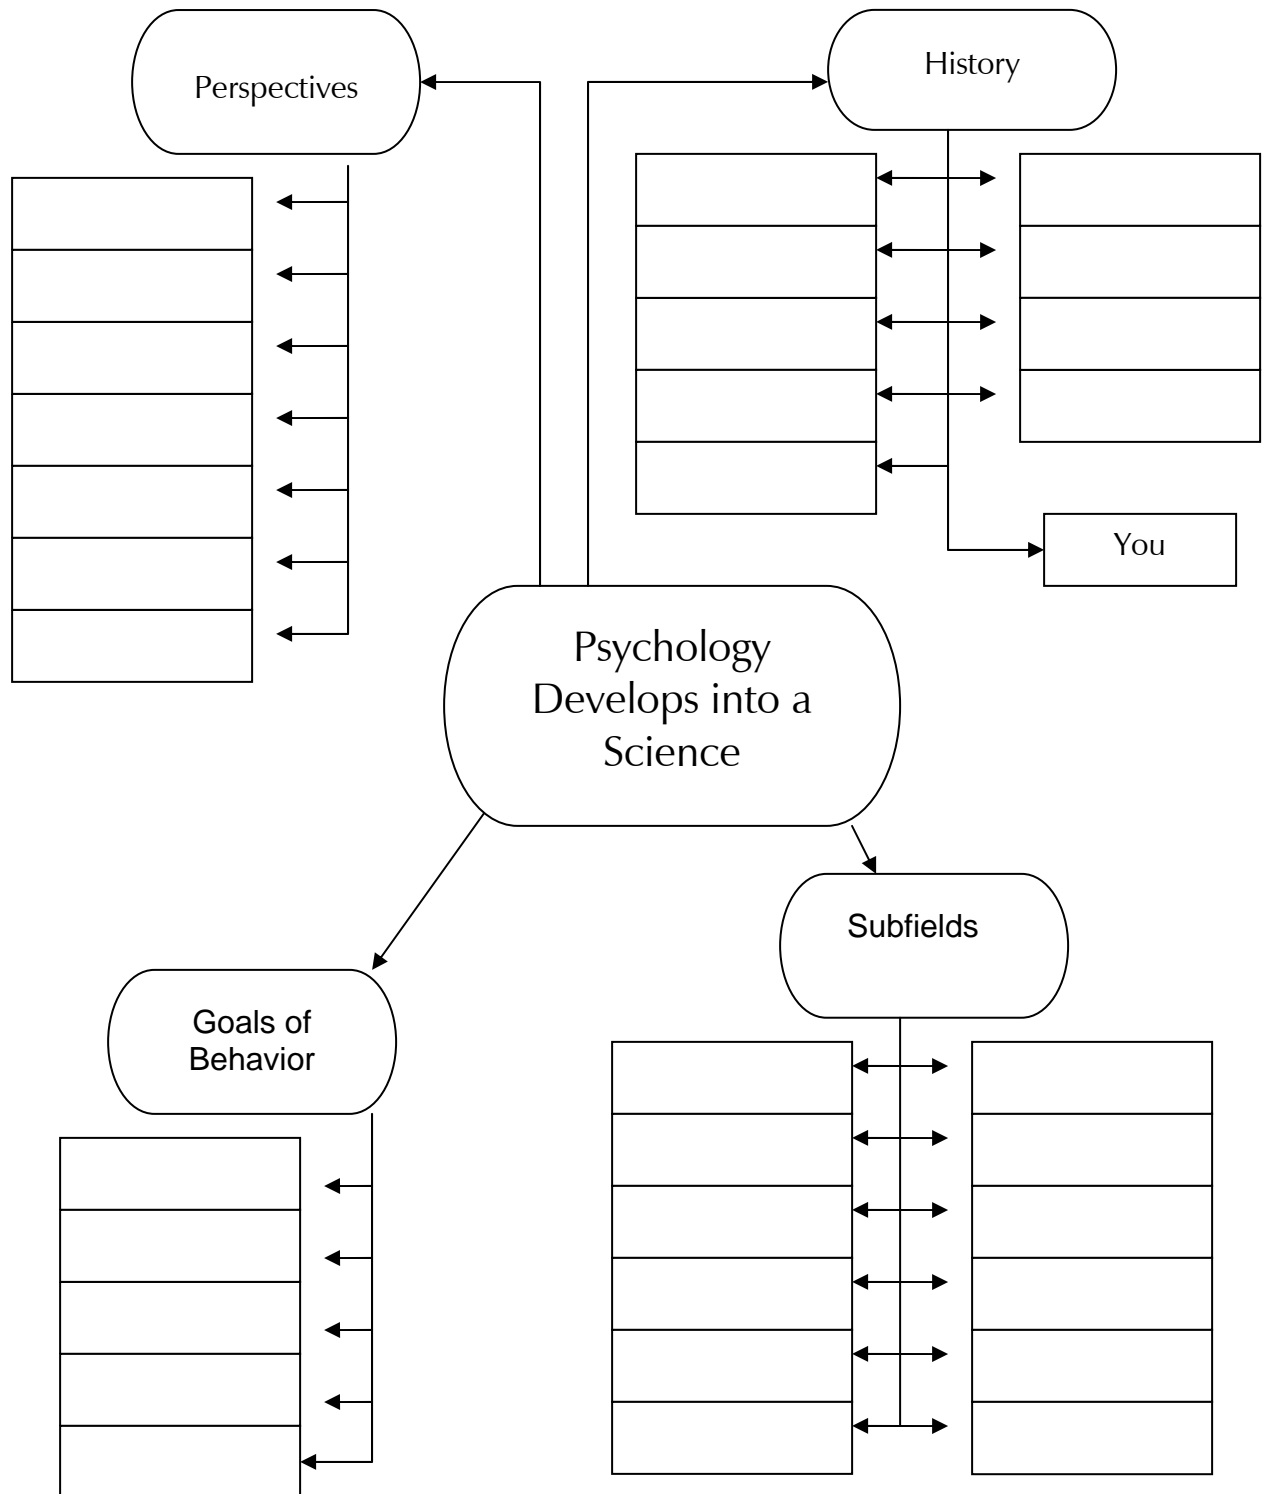 Perspectives
History
You
Psychology
Develops into a
Science
Subfields
Goals of
Behavior